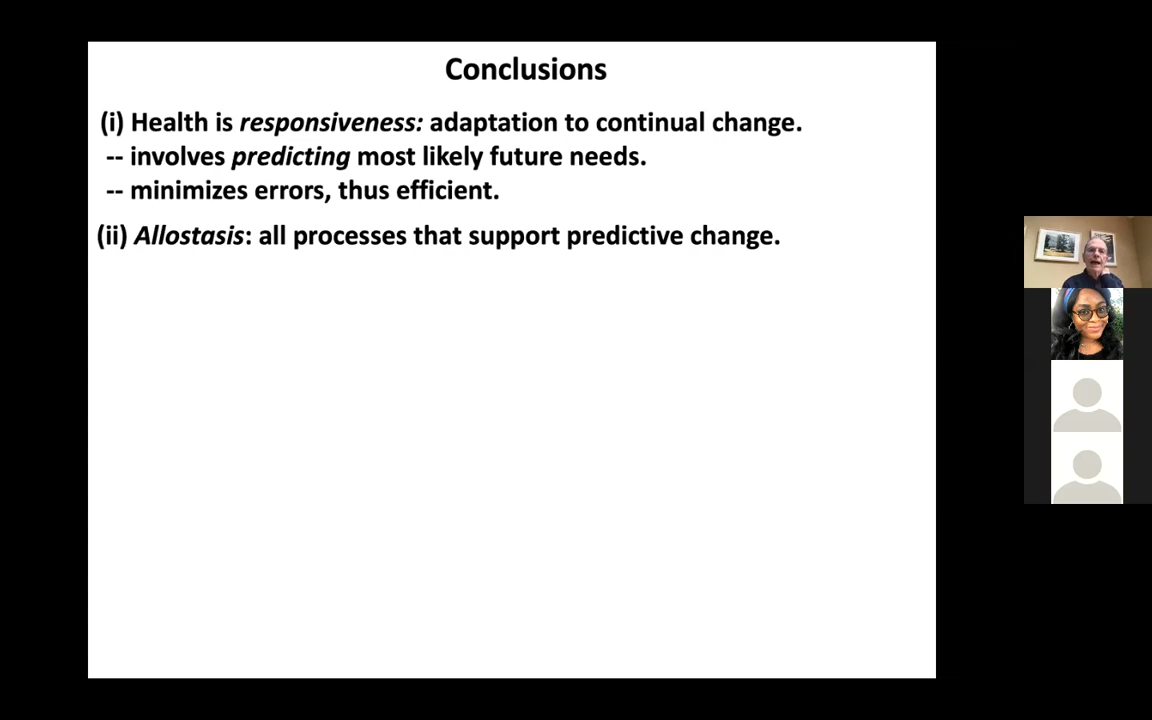 Conclusions
(i) Health is responsiveness: adaptation to continual change.
-- involves predicting most likely future needs.
-- minimizes errors, thus efficient.
(ii) Allostasis: all processes that support predictive change.